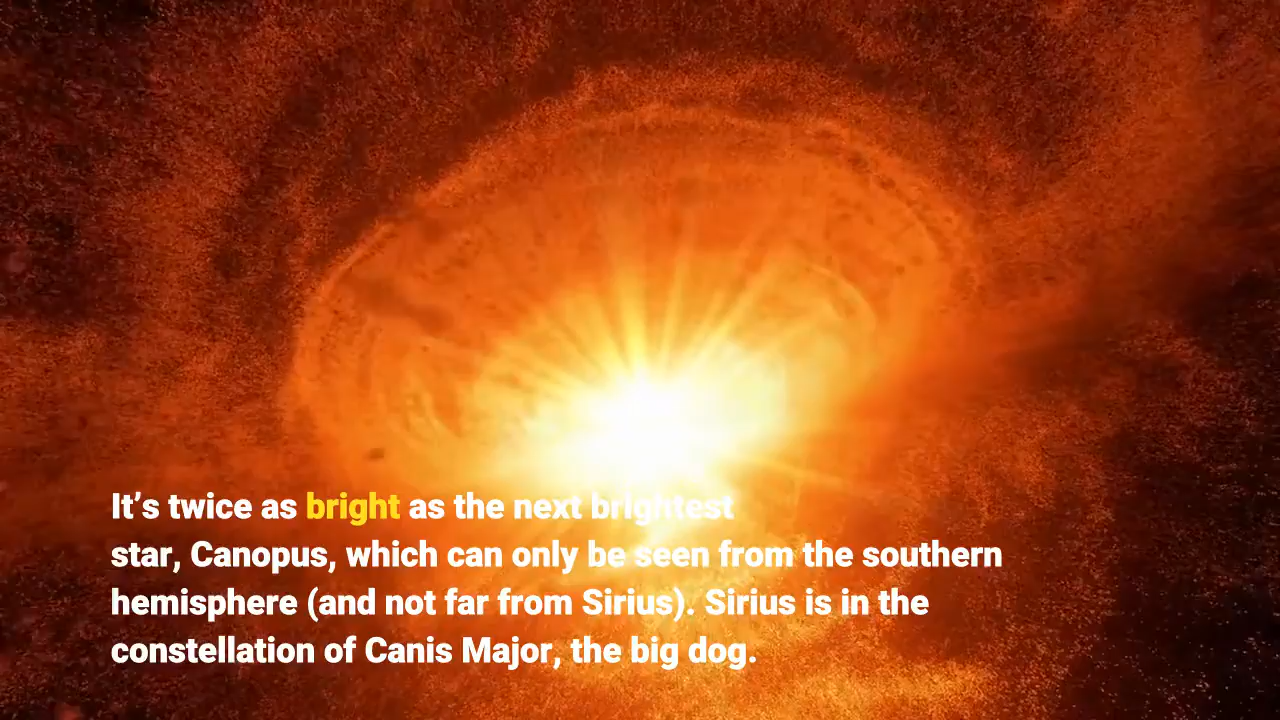 It’s twice as bright as the next brightest
star, Canopus, which can only be seen from the southern
hemisphere (and not far from Sirius). Sirius is in the
constellation of Canis Major, the big dog.